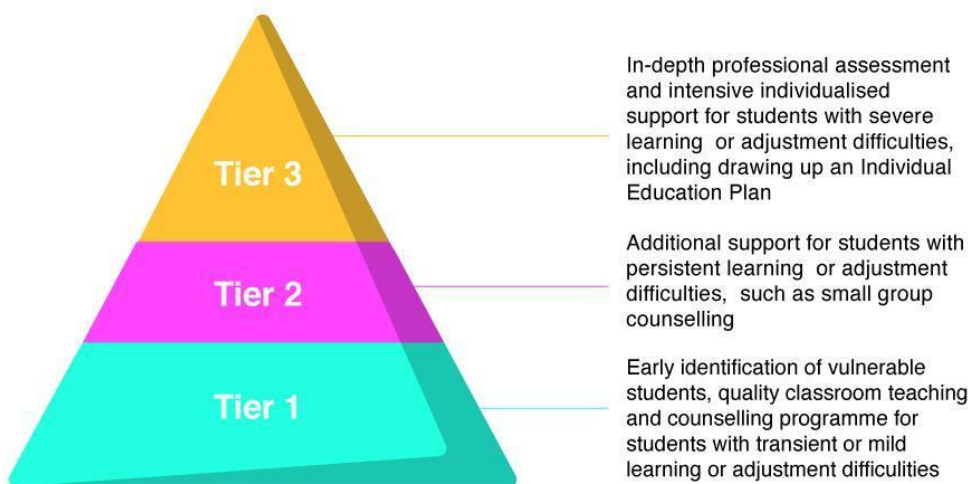 In-depth professional assessment
and intensive individualised
support for students with severe
learning or adjustment difficulties,
including drawing up an Individual
Education Plan
Tier 3
Additional support for students with
persistent learning or adjustment
difficulties, such as small group
counselling
Tier 2
Early identification of vulnerable
students, quality classroom teaching
and counselling programme for
students with transient or mild
learning or adjustment difficulities
Tier 1